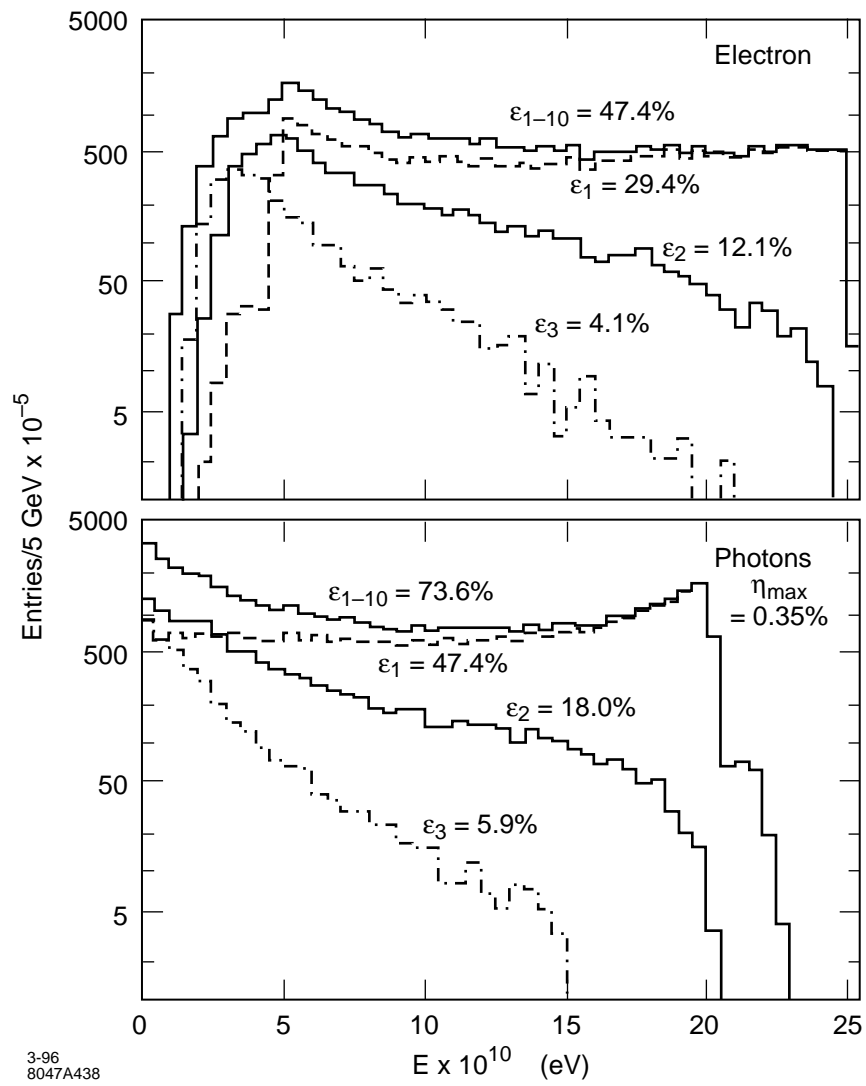 5000
Electron
ε1–10 = 47.4%
500
ε1 = 29.4%
ε2 = 12.1%
50
ε3 = 4.1%
5
Entries/5 GeV x 10–5
5000
Photons
ηmax
= 0.35%
ε1–10 = 73.6%
500
ε1 = 47.4%
ε2 = 18.0%
50
ε3 = 5.9%
5
0 5 10 15 20 25
E x 1010 (eV)
3-96
8047A438